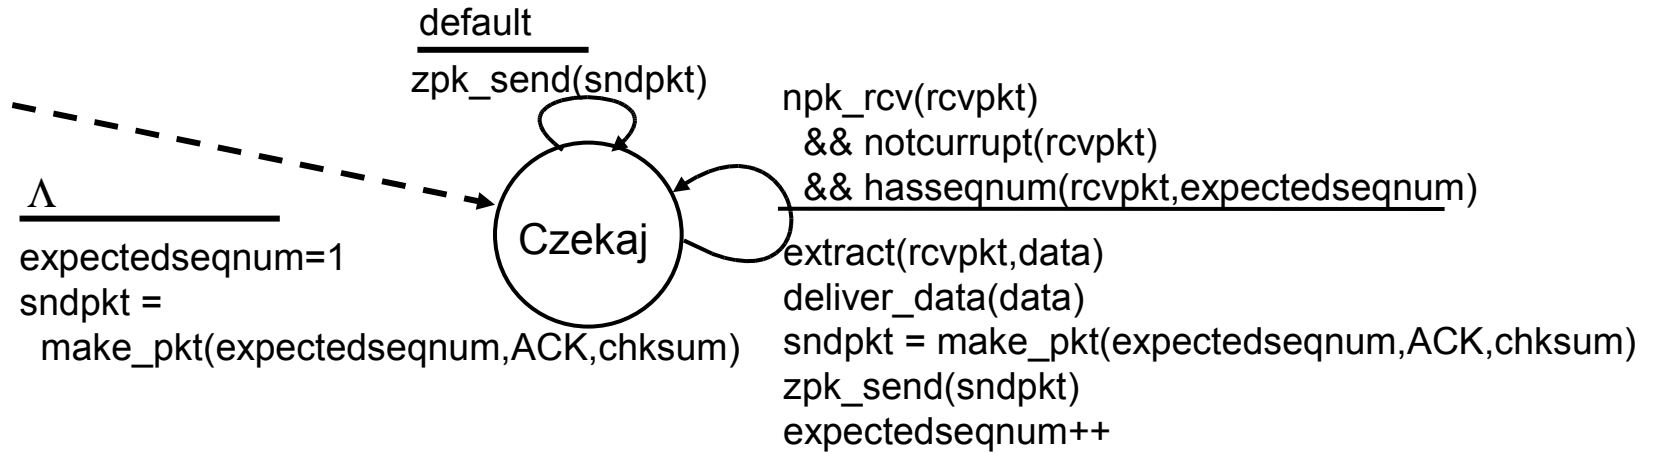 default
zpk_send(sndpkt)
Λ
expectedseqnum=1
sndpkt =
make_pkt(expectedseqnum,ACK,chksum)
Czekaj
npk_rcv(rcvpkt)
&& notcurrupt(rcvpkt)
&& hasseqnum(rcvpkt,expectedseqnum)
extract(rcvpkt,data)
deliver_data(data)
sndpkt = make_pkt(expectedseqnum,ACK,chksum)
zpk_send(sndpkt)
expectedseqnum++